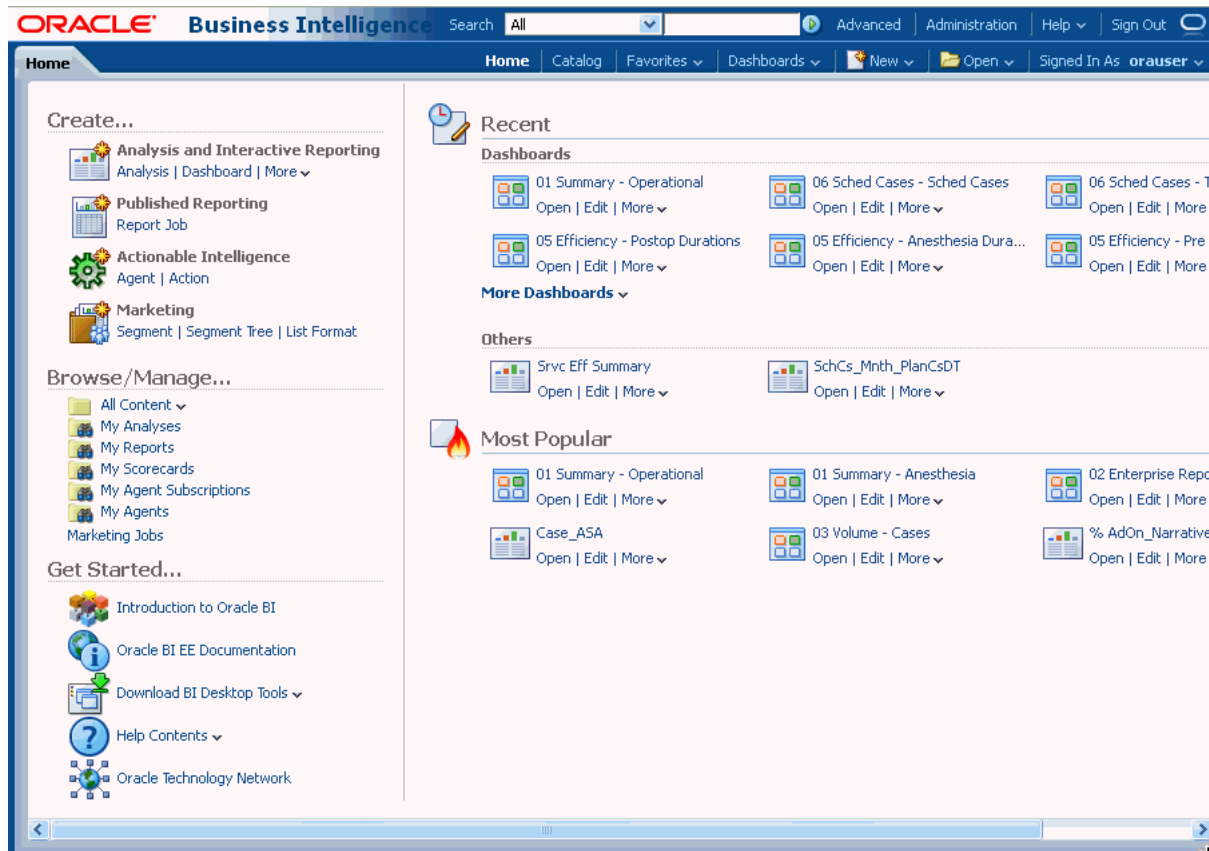 ORACLE Business Intelligence Search All Advanced Administration Help Sign Out
Home Home Catalog Favorites Dashboards New Open Signed In As orauser
Create...
Analysis and Interactive Reporting
Analysis | Dashboard | More
Published Reporting
Report Job
Actionable Intelligence
Agent | Action
Marketing
Segment | Segment Tree | List Format
Browse/Manage...
All Content
My Analyses
My Reports
My Scorecards
My Agent Subscriptions
My Agents
Marketing Jobs
Get Started...
Introduction to Oracle BI
Oracle BI EE Documentation
Download BI Desktop Tools
Help Contents
Oracle Technology Network
Recent
Dashboards
01 Summary - Operational 06 Sched Cases - Sched Cases 06 Sched Cases - T
Open | Edit | More Open | Edit | More Open | Edit | More
05 Efficiency - Postop Durations 05 Efficiency - Anesthesia Dura... 05 Efficiency - Pre
Open | Edit | More Open | Edit | More Open | Edit | More
More Dashboards
Others
Srvc Eff Summary SchCs_Mnth_PlanCsDT
Open | Edit | More Open | Edit | More
Most Popular
01 Summary - Operational 01 Summary - Anesthesia 02 Enterprise Repo
Open | Edit | More Open | Edit | More Open | Edit | More
Case_ASA 03 Volume - Cases % AdOn_Narrative
Open | Edit | More Open | Edit | More Open | Edit | More